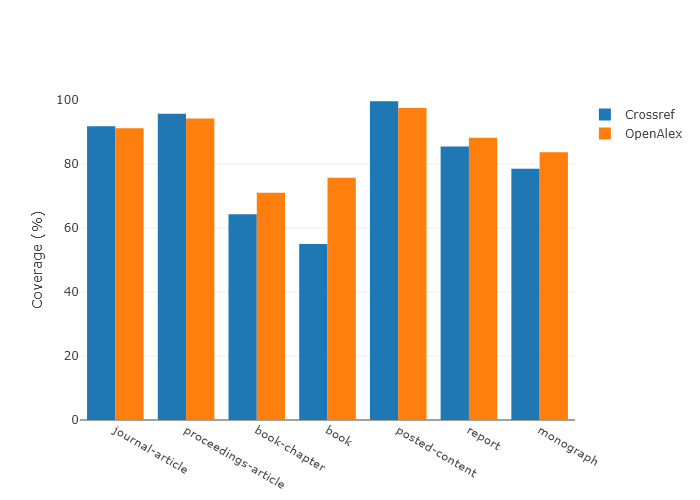 100
80
60
40
20
0
Coverage (%)
journal-article
proceedings-article
book-chapter
book
posted-content
report
monograph
Crossref
OpenAlex